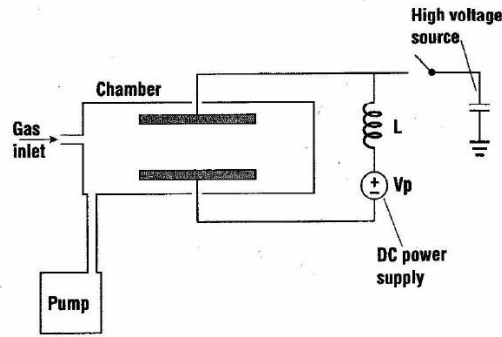 High voltage
source
Chamber
Gas
inlet
L
+
−
Vp
DC power
supply
Pump